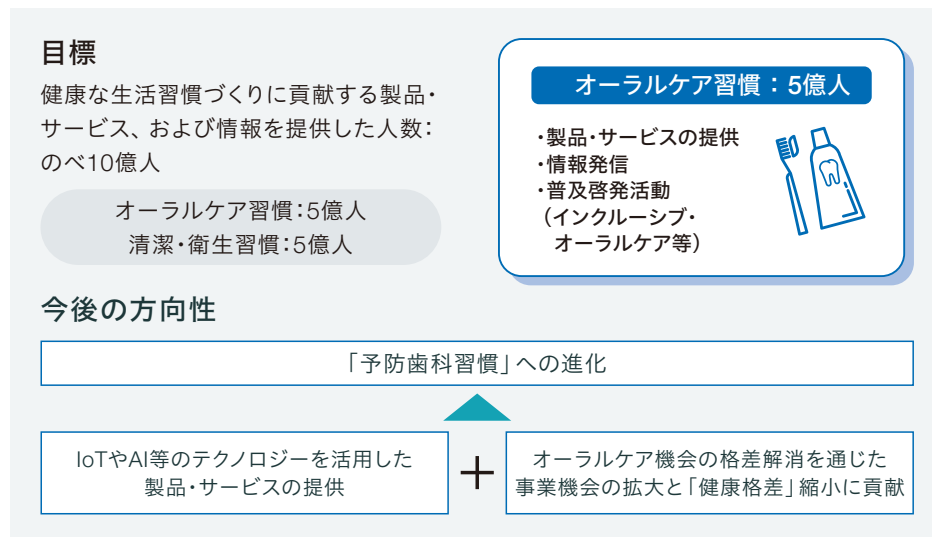 目標
健康な生活習慣づくりに貢献する製品・
サービス、および情報を提供した人数：
のべ10億人
オーラルケア習慣：5億人
清潔・衛生習慣：5億人
オーラルケア習慣：5億人
・製品・サービスの提供
・情報発信
・普及啓発活動
（インクルーシブ・
オーラルケア等）
今後の方向性
「予防歯科習慣」への進化
IoTやAI等のテクノロジーを活用した
製品・サービスの提供
＋
オーラルケア機会の格差解消を通じた
事業機会の拡大と「健康格差」縮小に貢献